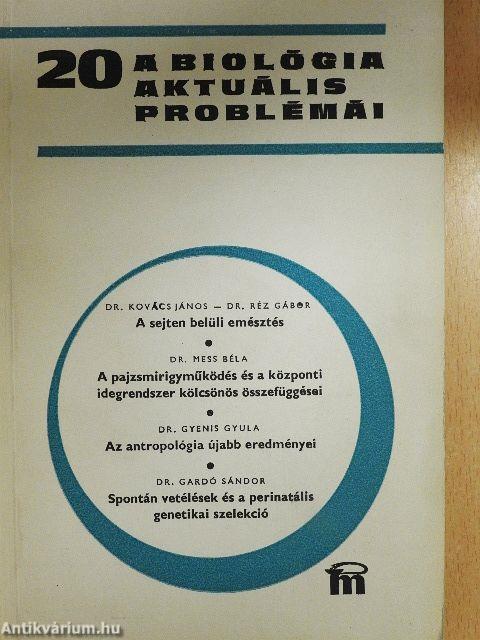 20 A BIOLÓGIA
AKTUÁLIS
PROBLÉMÁI
DR. KOVÁCS JÁNOS — DR. RÉZ GÁBOR
A sejten belüli emésztés
DR. MESS BÉLA
A pajzsmirigyműködés és a központi
idegrendszer kölcsönös összefüggései
DR. GYENIS GYULA
Az antropológia újabb eredményei
DR. GARDÓ SÁNDOR
Spontán vetélések és a perinatális
genetikai szelekció
m
Antikvárium.hu